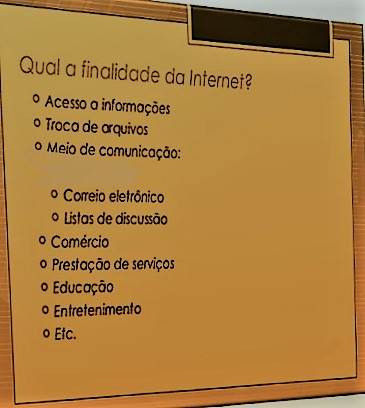 Qual a finalidade da Internet?
Acesso a informações
Troca de arquivos
Meio de comunicação:
Correio eletrônico
Listas de discussão
Comércio
Prestação de serviços
Educação
Entretenimento
Etc.